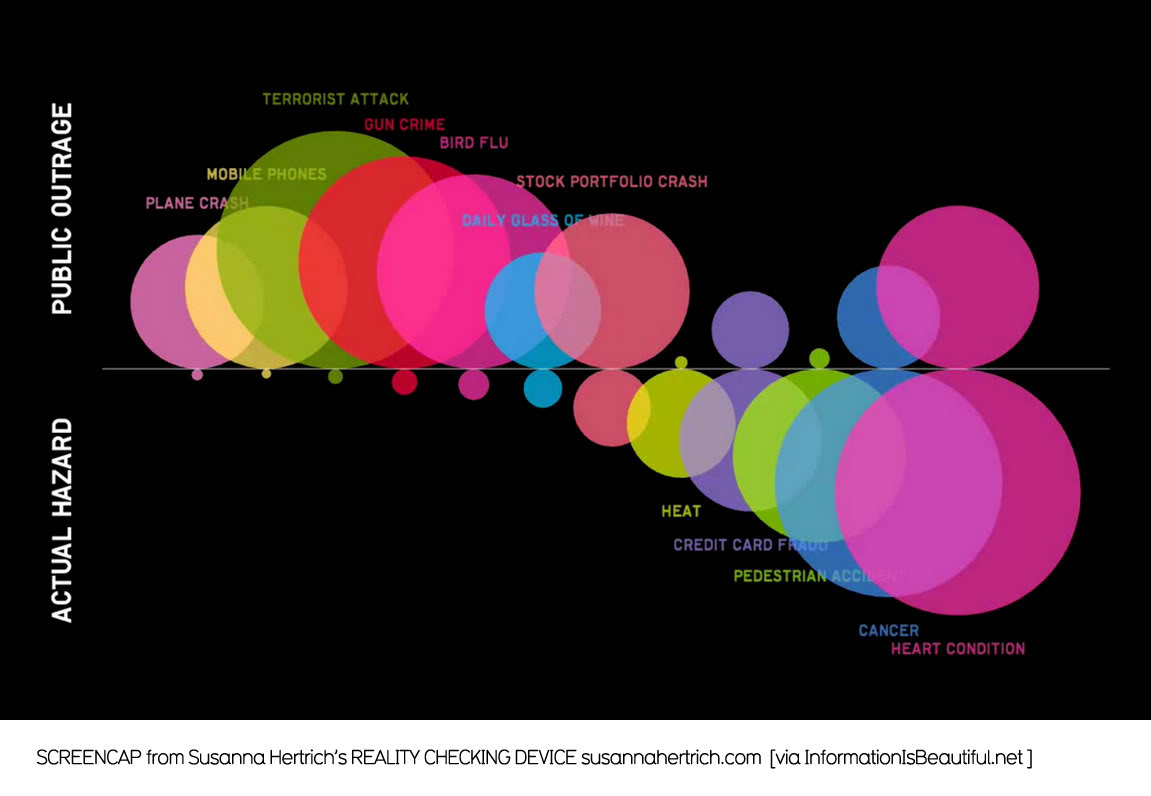 PUBLIC OUTRAGE
ACTUAL HAZARD
TERRORIST ATTACK
GUN CRIME
BIRD FLU
MOBILE PHONES
STOCK PORTFOLIO CRASH
PLANE CRASH
DAILY GLASS OF WINE
HEAT
CREDIT CARD FRAUD
PEDESTRIAN ACCIDENT
CANCER
HEART CONDITION
SCREENCAP from Susanna Hertrich's REALITY CHECKING DEVICE susannahertrich.com [via InformationIsBeautiful.net ]